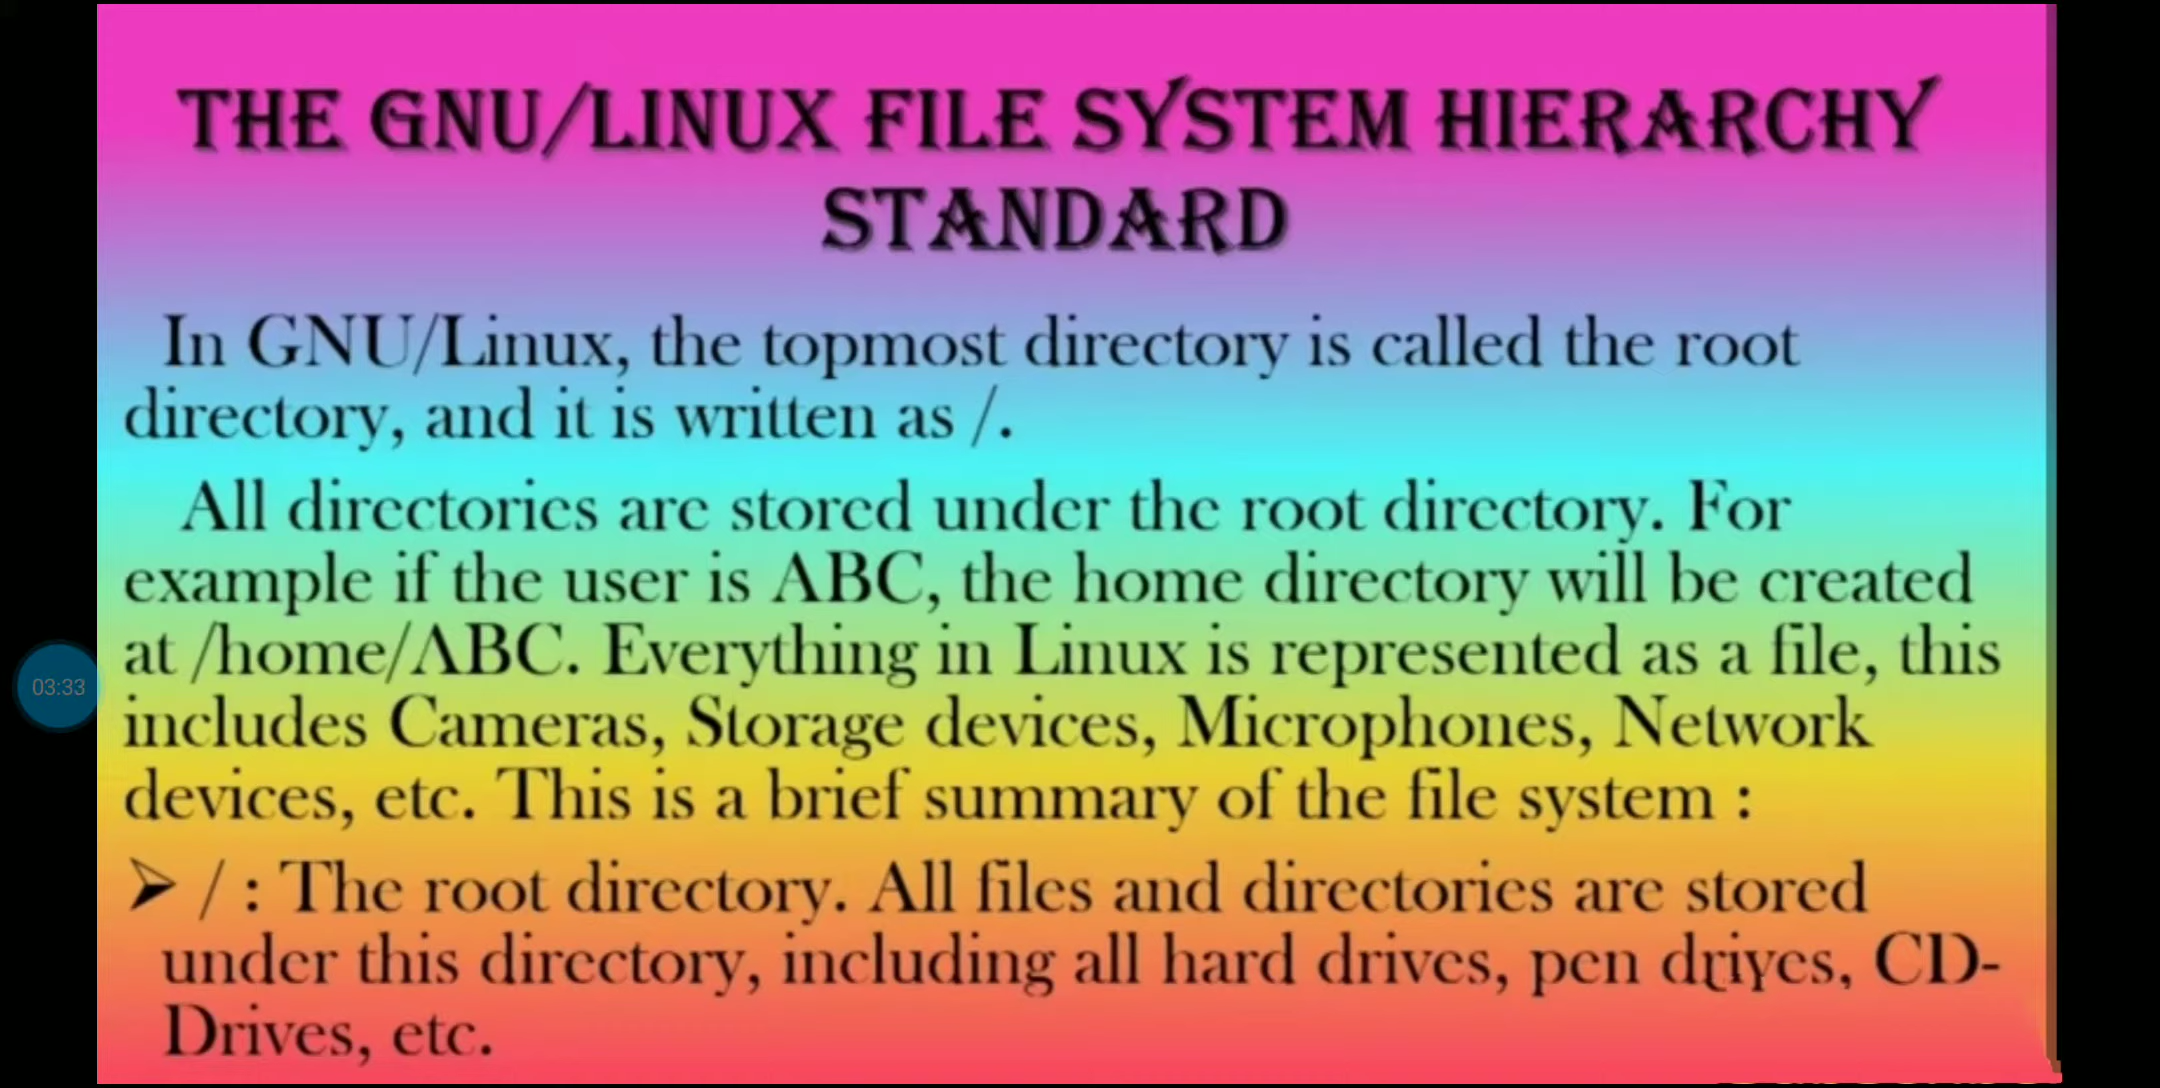 THE GNU/LINUX FILE SYSTEM HIERARCHY
STANDARD
In GNU/Linux, the topmost directory is called the root
directory, and it is written as /.
All directories are stored under the root directory. For
example if the user is ABC, the home directory will be created
at /home/ABC. Everything in Linux is represented as a file, this
includes Cameras, Storage devices, Microphones, Network
devices, etc. This is a brief summary of the file system :
03:33
➢ / : The root directory. All files and directories are stored
under this directory, including all hard drives, pen drives, CD-
Drives, etc.